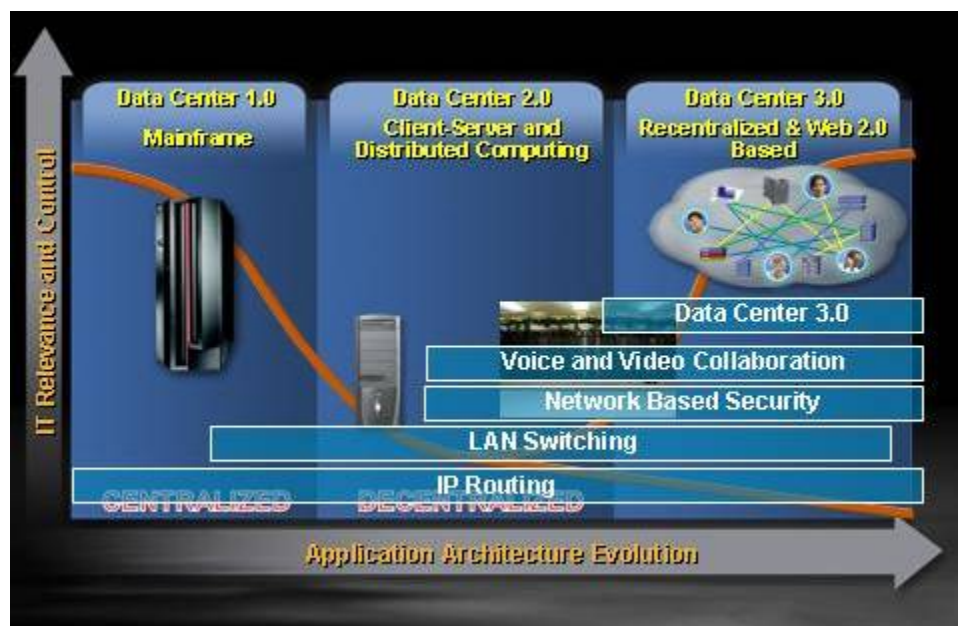 Data Center 1.0
Mainframe
Data Center 2.0
Client-Server and
Distributed Computing
Data Center 3.0
Recentralized & Web 2.0
Based
IT Relevance and Control
Data Center 3.0
Voice and Video Collaboration
Network Based Security
LAN Switching
IP Routing
CENTRALIZED
DECENTRALIZED
Application Architecture Evolution